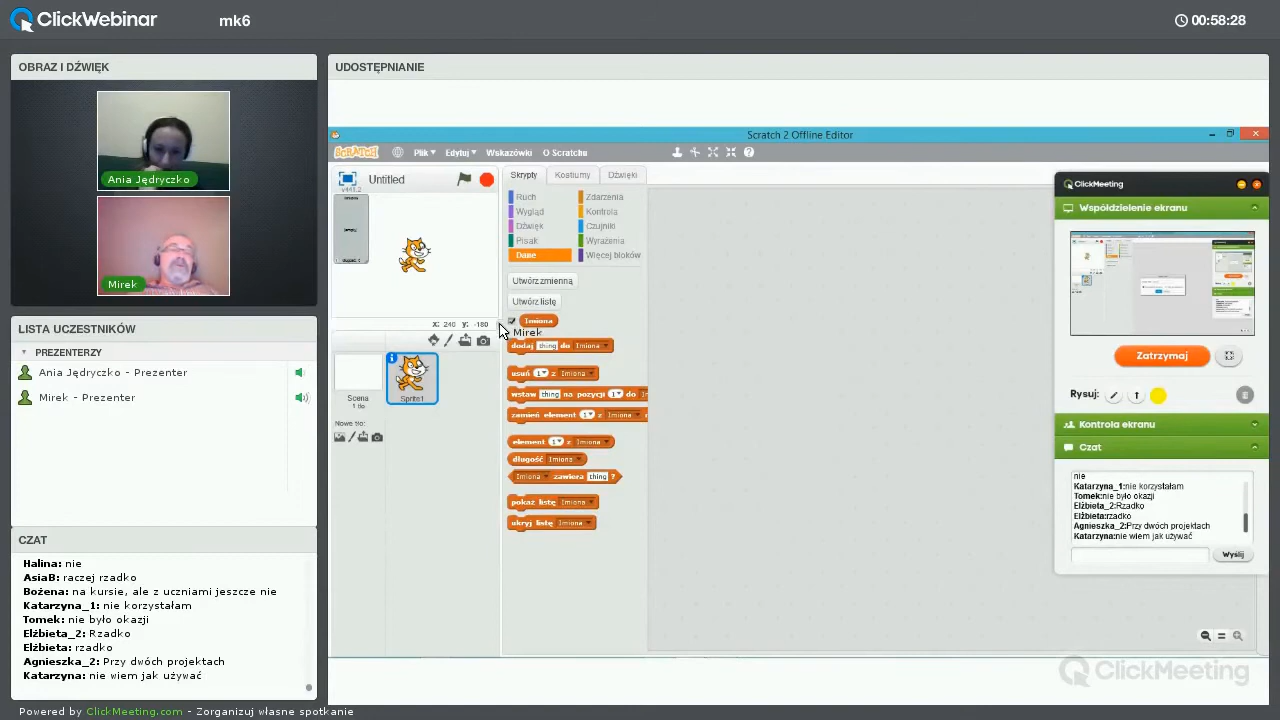 ClickWebinar
mk6
00:58:28
OBRAZ I DŹWIĘK
Ania Jędryczko
Mirek
LISTA UCZESTNIKÓW
PREZENTERZY
Ania Jędryczko - Prezenter
Mirek - Prezenter
CZAT
Halina: nie
AsiaB: raczej rzadko
Bożena: na kursie, ale z uczniami jeszcze nie
Katarzyna_1: nie korzystałam
Tomek: nie było okazji
Elżbieta_2: Rzadko
Elżbieta: rzadko
Agnieszka_2: Przy dwóch projektach
Katarzyna: nie wiem jak używać
UDOSTĘPNIANIE
Scratch 2 Offline Editor
SCRATCH Plik Edytuj Wskazówki O Scratchu
Untitled
X: 240 y: -180
Scena
1 tło
Sprite1
Nowe tło:
Skrypty Kostiumy Dźwięki
Ruch Zdarzenia
Wygląd Kontrola
Dźwięk Czujniki
Pisak Wyrażenia
Dane Więcej bloków
Utwórz zmienną
Utwórz listę
Imiona
Mirek
dodaj thing do Imiona
usuń 1 z Imiona
wstaw thing na pozycji 1 do
zamień element 1 z Imiona
element 1 z Imiona
długość Imiona
Imiona zawiera thing ?
pokaż listę Imiona
ukryj listę Imiona
ClickMeeting
Współdzielenie ekranu
Zatrzymaj
Rysuj:
Kontrola ekranu
Czat
nie
Katarzyna_1:nie korzystałam
Tomek:nie było okazji
Elżbieta_2:Rzadko
Elżbieta:rzadko
Agnieszka_2:Przy dwóch projektach
Katarzyna:nie wiem jak używać
Wyślij
ClickMeeting
Powered by ClickMeeting.com - Zorganizuj własne spotkanie